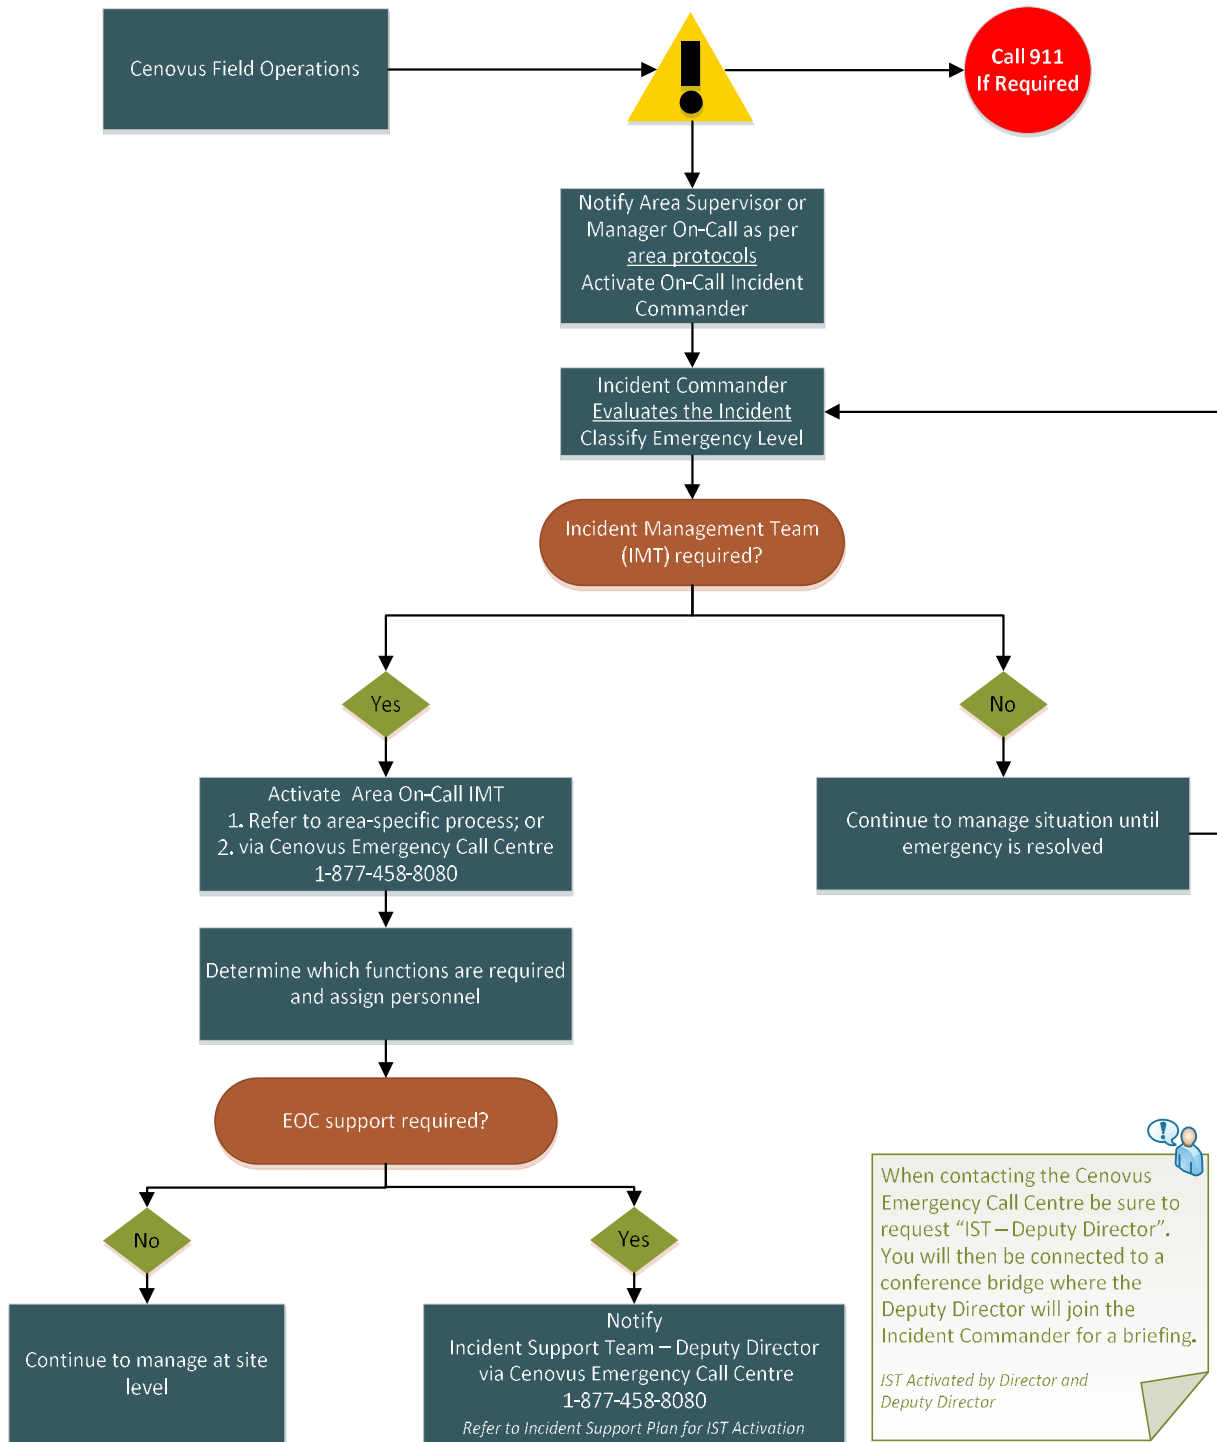 Cenovus Field Operations
Call 911
If Required
Notify Area Supervisor or
Manager On-Call as per
area protocols
Activate On-Call Incident
Commander
Incident Commander
Evaluates the Incident
Classify Emergency Level
Incident Management Team
(IMT) required?
Yes
No
Activate Area On-Call IMT
1. Refer to area-specific process; or
2. via Cenovus Emergency Call Centre
1-877-458-8080
Continue to manage situation until
emergency is resolved
Determine which functions are required
and assign personnel
EOC support required?
No
Yes
Continue to manage at site
level
Notify
Incident Support Team – Deputy Director
via Cenovus Emergency Call Centre
1-877-458-8080
Refer to Incident Support Plan for IST Activation
When contacting the Cenovus
Emergency Call Centre be sure to
request “IST – Deputy Director”.
You will then be connected to a
conference bridge where the
Deputy Director will join the
Incident Commander for a briefing.
IST Activated by Director and
Deputy Director